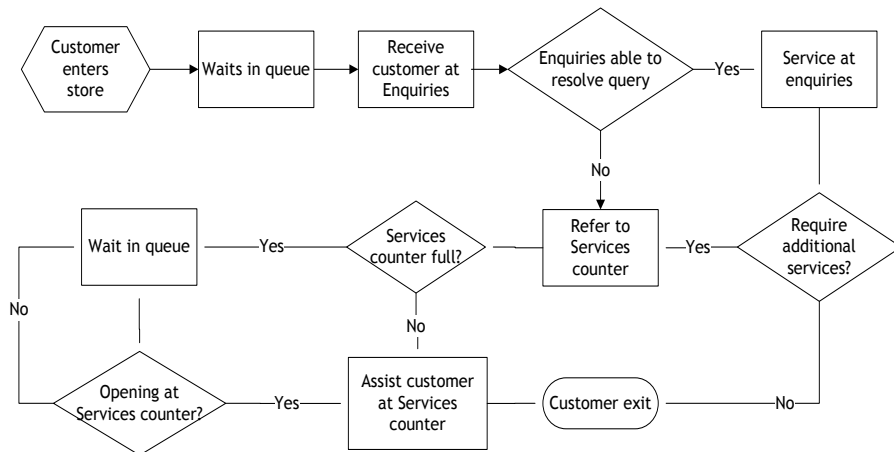 Customer
enters
store
Waits in queue
Receive
customer at
Enquiries
Enquiries able to
resolve query
Yes
Service at
enquiries
No
Wait in queue
Yes
Services
counter full?
Refer to
Services
counter
Yes
Require
additional
services?
No
No
Opening at
Services counter?
Yes
Assist customer
at Services
counter
Customer exit
No